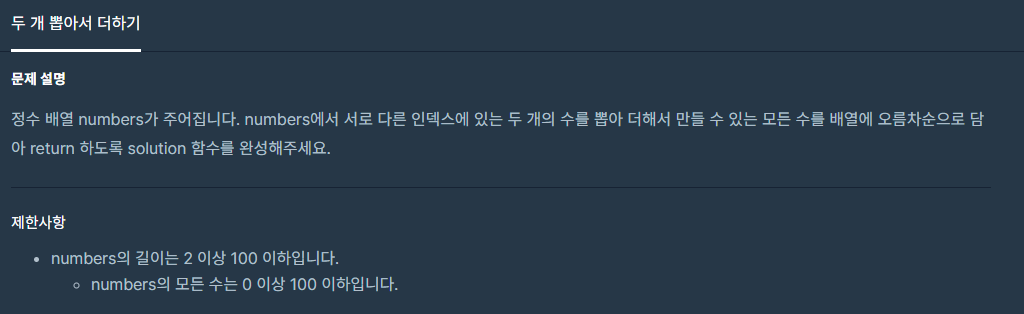 두 개 뽑아서 더하기
문제 설명
정수 배열 numbers가 주어집니다. numbers에서 서로 다른 인덱스에 있는 두 개의 수를 뽑아 더해서 만들 수 있는 모든 수를 배열에 오름차순으로 담
아 return 하도록 solution 함수를 완성해주세요.
제한사항
• numbers의 길이는 2 이상 100 이하입니다.
◦ numbers의 모든 수는 0 이상 100 이하입니다.